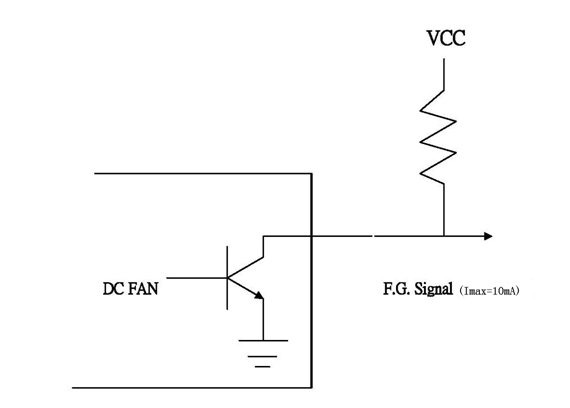 VCC
DC FAN
F.G. Signal (Imax=10mA)